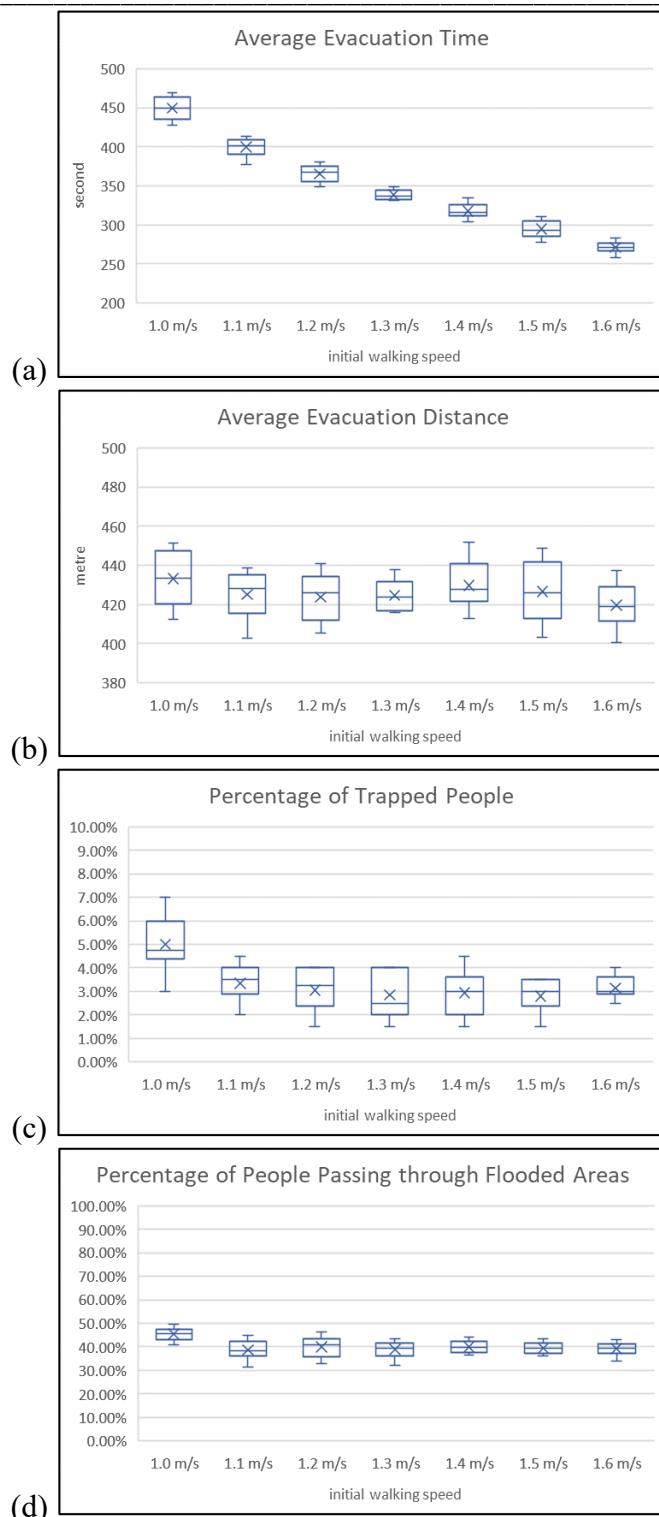 Average Evacuation Time
500
450
400
350
300
250
200
second
1.0 m/s 1.1 m/s 1.2 m/s 1.3 m/s 1.4 m/s 1.5 m/s 1.6 m/s
initial walking speed
(a)
Average Evacuation Distance
500
480
460
440
420
400
380
metre
1.0 m/s 1.1 m/s 1.2 m/s 1.3 m/s 1.4 m/s 1.5 m/s 1.6 m/s
initial walking speed
(b)
Percentage of Trapped People
10.00%
9.00%
8.00%
7.00%
6.00%
5.00%
4.00%
3.00%
2.00%
1.00%
0.00%
1.0 m/s 1.1 m/s 1.2 m/s 1.3 m/s 1.4 m/s 1.5 m/s 1.6 m/s
initial walking speed
(c)
Percentage of People Passing through Flooded Areas
100.00%
90.00%
80.00%
70.00%
60.00%
50.00%
40.00%
30.00%
20.00%
10.00%
0.00%
1.0 m/s 1.1 m/s 1.2 m/s 1.3 m/s 1.4 m/s 1.5 m/s 1.6 m/s
initial walking speed
(d)